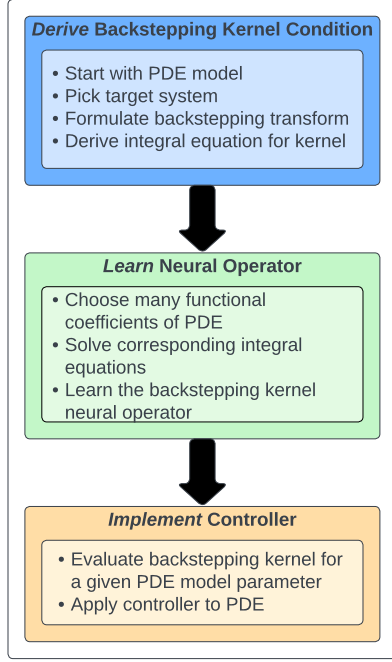 Derive Backstepping Kernel Condition
• Start with PDE model
• Pick target system
• Formulate backstepping transform
• Derive integral equation for kernel
Learn Neural Operator
• Choose many functional
coefficients of PDE
• Solve corresponding integral
equations
• Learn the backstepping kernel
neural operator
Implement Controller
• Evaluate backstepping kernel for
a given PDE model parameter
• Apply controller to PDE